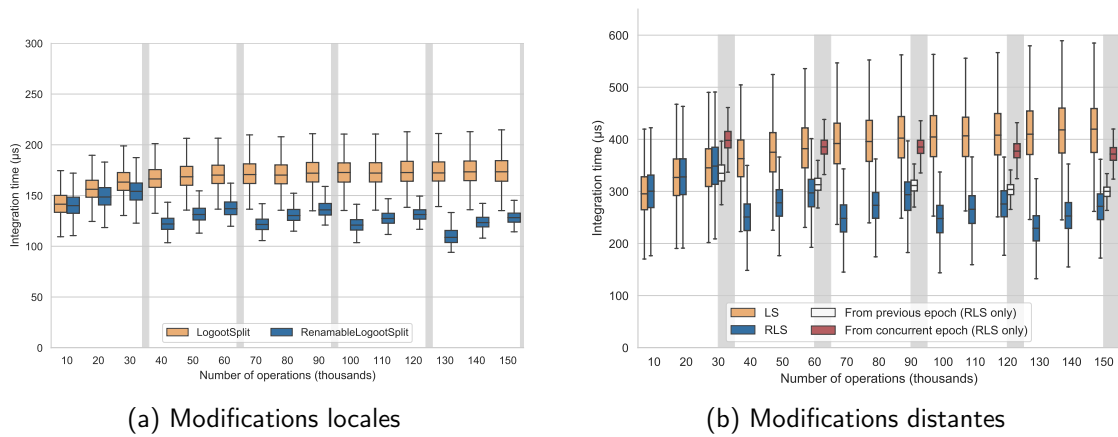 300
250
200
150
100
50
0
Integration time (µs)
LogootSplit
RenamableLogootSplit
10 20 30 40 50 60 70 80 90 100 110 120 130 140 150
Number of operations (thousands)
(a) Modifications locales
600
500
400
300
200
100
0
Integration time (µs)
LS
RLS
From previous epoch (RLS only)
From concurrent epoch (RLS only)
10 20 30 40 50 60 70 80 90 100 110 120 130 140 150
Number of operations (thousands)
(b) Modifications distantes